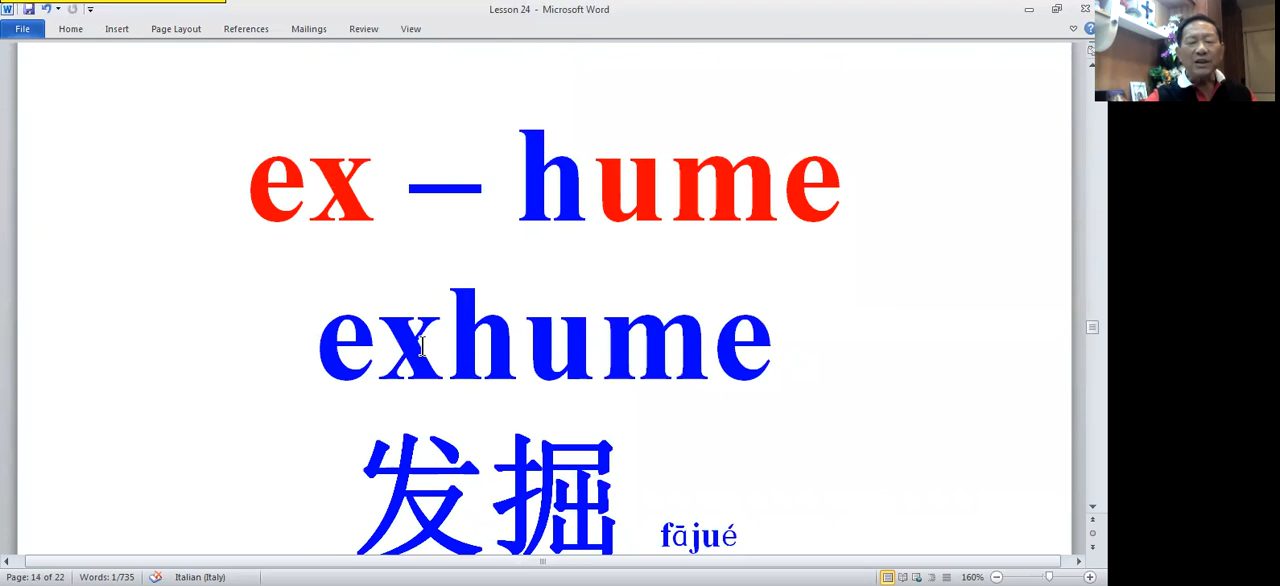 Lesson 24 - Microsoft Word
File Home Insert Page Layout References Mailings Review View
ex – hume
exhume
发掘 fājué
Page: 14 of 22 Words: 1/735 Italian (Italy) 160%